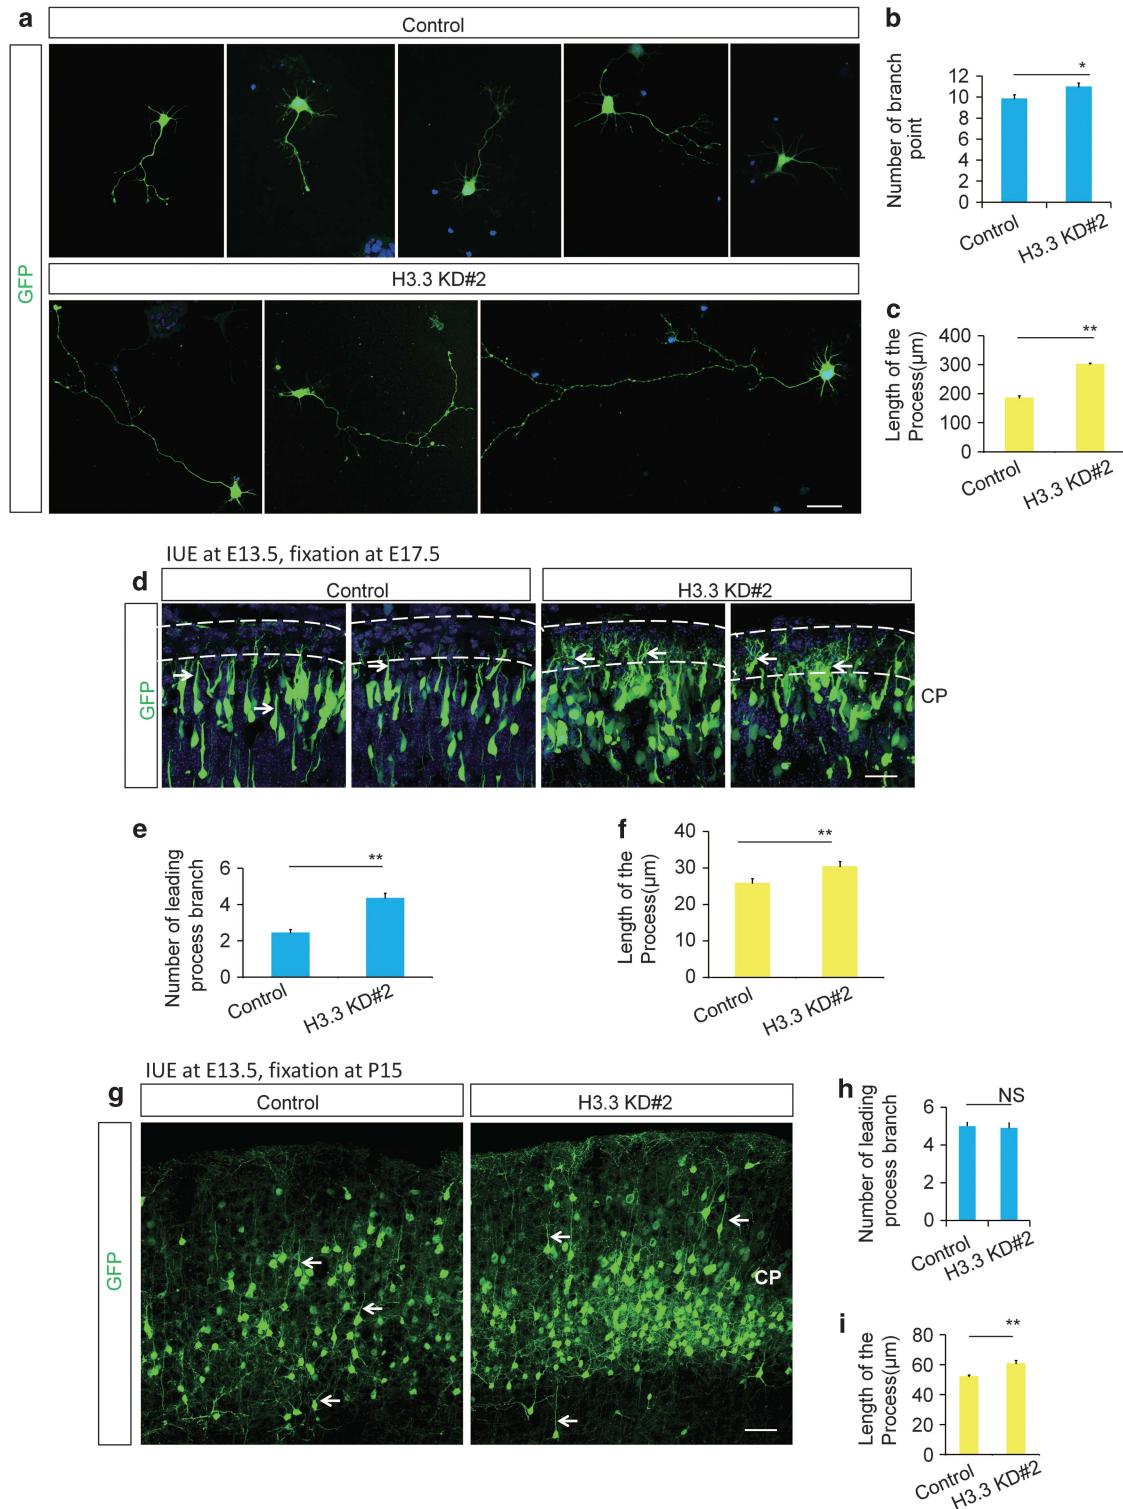 a
Control
GFP
H3.3 KD#2
b
Number of branch
point
12
10
8
6
4
2
0
*
Control
H3.3 KD#2
c
Length of the
Process(μm)
400
300
200
100
0
**
Control
H3.3 KD#2
IUE at E13.5, fixation at E17.5
d
Control
H3.3 KD#2
GFP
CP
e
Number of leading
process branch
6
4
2
0
**
Control
H3.3 KD#2
f
Length of the
Process(μm)
40
30
20
10
0
**
Control
H3.3 KD#2
IUE at E13.5, fixation at P15
g
Control
H3.3 KD#2
GFP
CP
h
Number of leading
process branch
6
4
2
0
NS
Control
H3.3 KD#2
i
Length of the
Process(μm)
80
60
40
20
0
**
Control
H3.3 KD#2